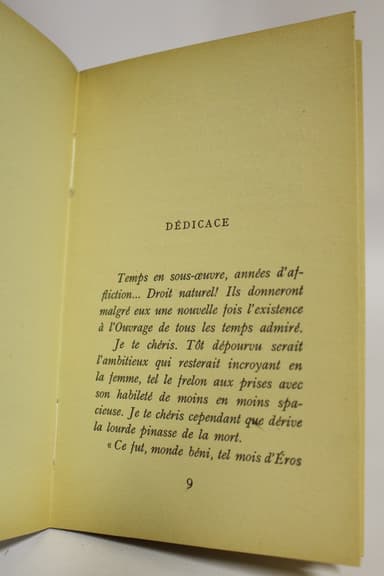 DÉDICACE
Temps en sous-œuvre, années d'af-
fliction... Droit naturel! Ils donneront
malgré eux une nouvelle fois l'existence
à l'Ouvrage de tous les temps admiré.
Je te chéris. Tôt dépourvu serait
l'ambitieux qui resterait incroyant en
la femme, tel le frelon aux prises avec
son habileté de moins en moins spa-
cieuse. Je te chéris cependant que dérive
la lourde pinasse de la mort.
« Ce fut, monde béni, tel mois d'Éros
9